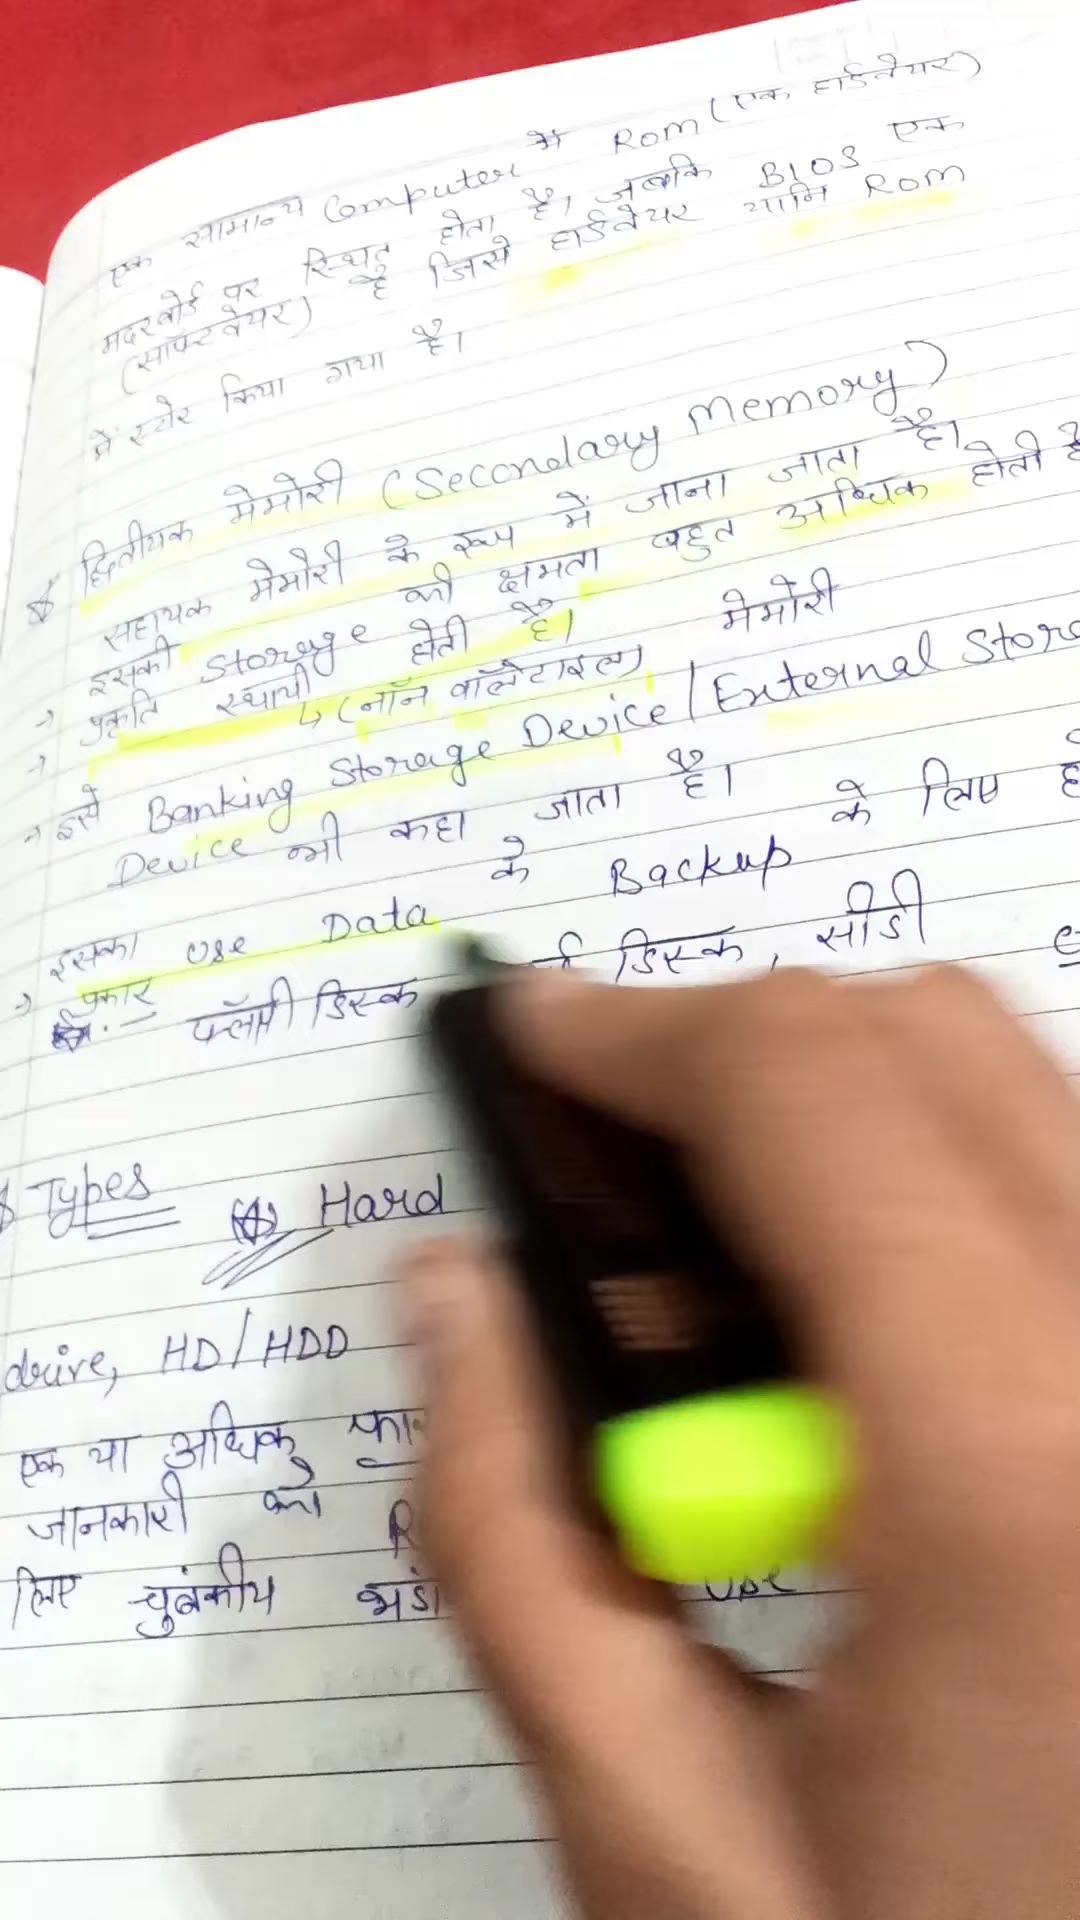 एक सामान्य Computer में Rom (एक हार्डवेयर)
मदरबोर्ड पर स्थित होता है। जबकि BIOS एक
(सॉफ्टवेयर) है जिसे हार्डवेयर यानि Rom
में स्टोर किया गया है।
द्वितीयक मेमोरी (Secondary Memory)
सहायक मेमोरी के रूप में जाना जाता है।
→ इसकी Storage की क्षमता बहुत अधिक होती है
→ प्रकृति स्थायी होती है। मेमोरी
↳ (नॉन वॉलेटाइल)
→ इसे Banking Storage Device / External Stora
Device भी कहा जाता है।
→ इसका use Data के Backup के लिए
प्रकार :- फ्लॉपी डिस्क डिस्क, सीडी
Types Hard
drive, HD/HDD
एक या अधिक
जानकारी को R
लिए चुबंकीय भंडा use